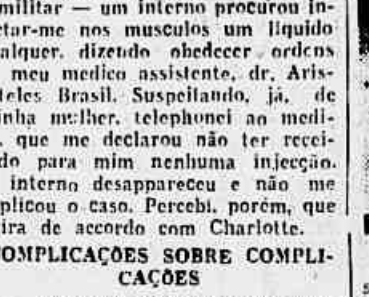 militar — um interno procurou in-
ctar-me nos musculos um liquido
alquer, dizendo obedecer ordens
meu medico assistente, dr. Aris-
teles Brasil. Suspeitando, já, de
inha mulher, telephonei ao medi-
, que me declarou não ter recei-
do para mim nenhuma injecção.
interno desappareceu e não me
plicou o caso. Percebi, porém, que
ira de accordo com Charlotte.
OMPLICAÇÕES SOBRE COMPLI-
CAÇÕES